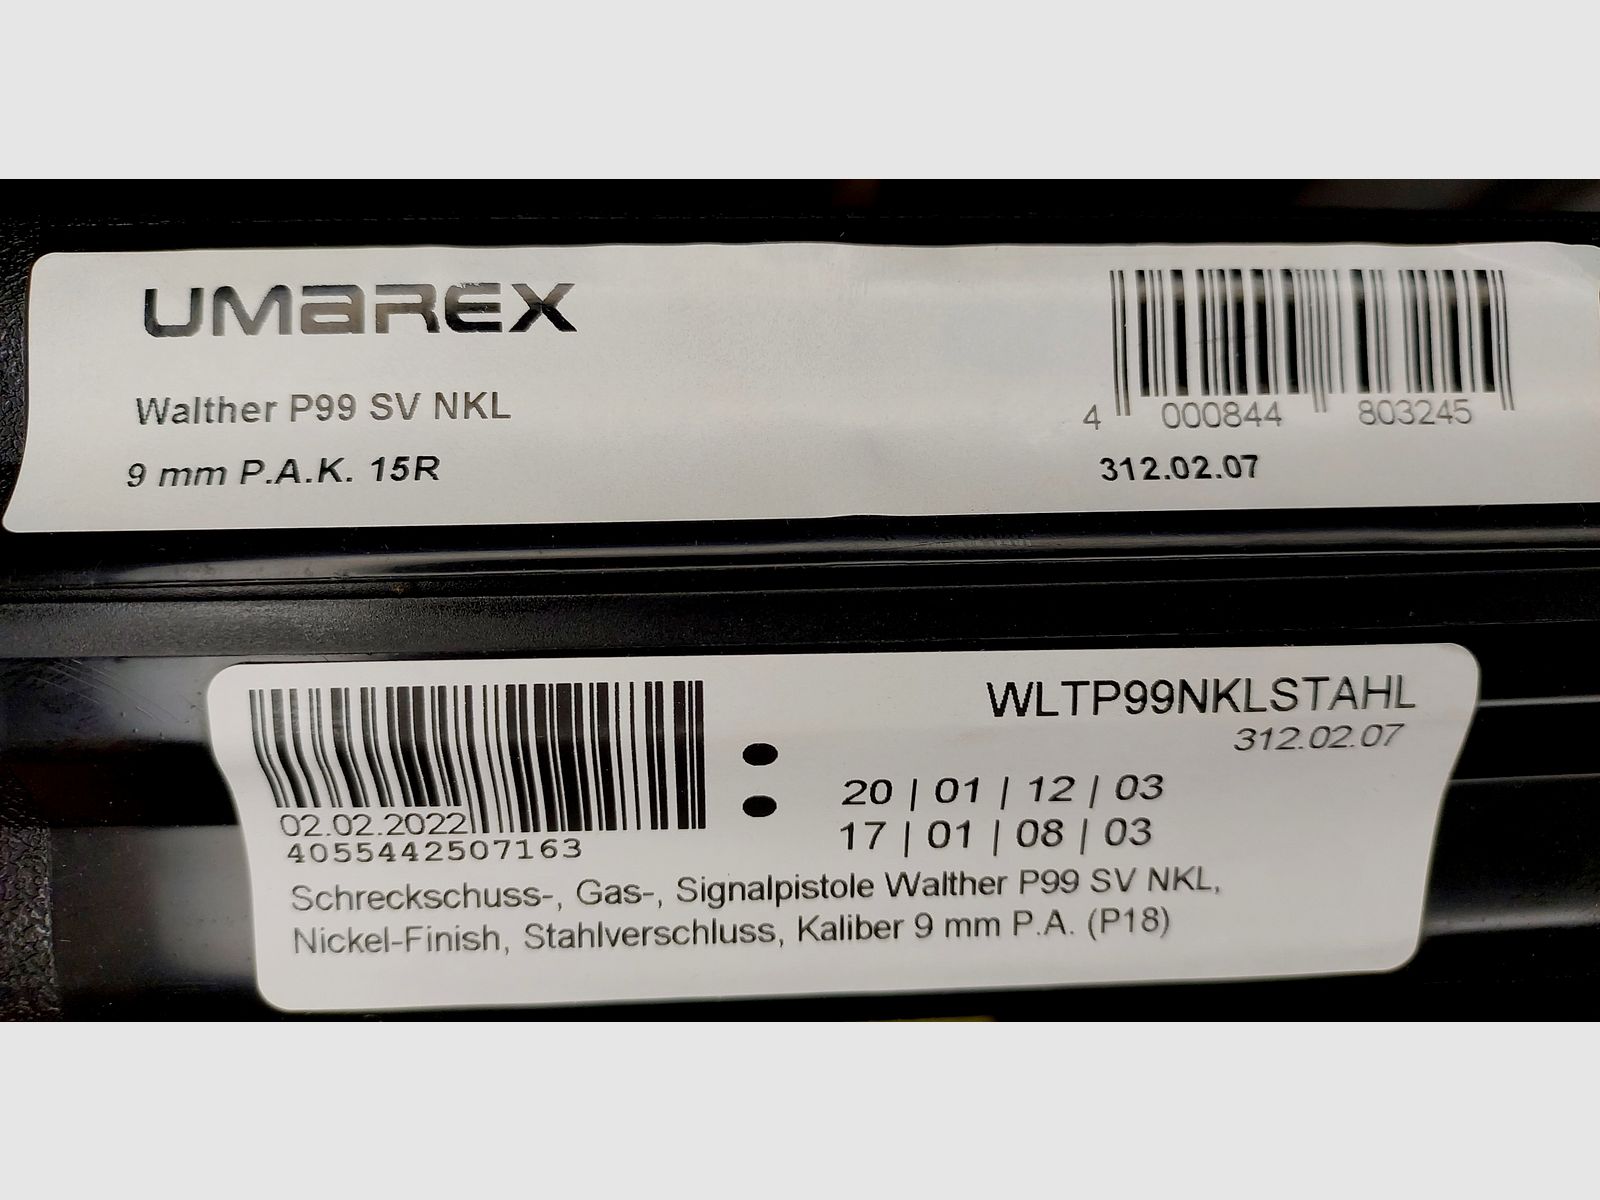 UMAREX
Walther P99 SV NKL
9 mm P.A.K. 15R
4 000844 803245
312.02.07
WLTP99NKLSTAHL
312.02.07
20 | 01 | 12 | 03
17 | 01 | 08 | 03
02.02.2022
4055442507163
Schreckschuss-, Gas-, Signalpistole Walther P99 SV NKL,
Nickel-Finish, Stahlverschluss, Kaliber 9 mm P.A. (P18)